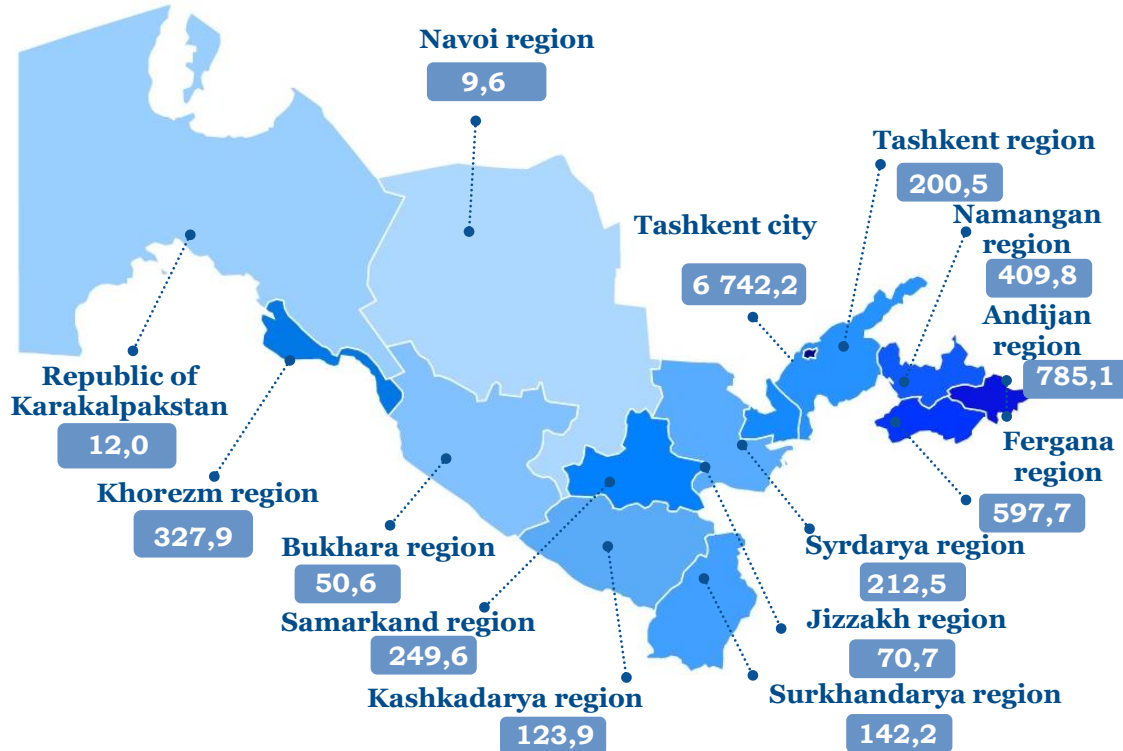 Navoi region
9,6
Tashkent region
200,5
Namangan
region
409,8
Tashkent city
6 742,2
Andijan
region
785,1
Republic of
Karakalpakstan
12,0
Fergana
region
597,7
Khorezm region
327,9
Bukhara region
50,6
Syrdarya region
212,5
Samarkand region
249,6
Jizzakh region
70,7
Kashkadarya region
123,9
Surkhandarya region
142,2